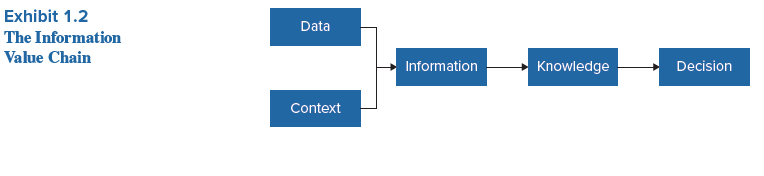 Exhibit 1.2
The Information
Value Chain
Data
Context
Information
Knowledge
Decision